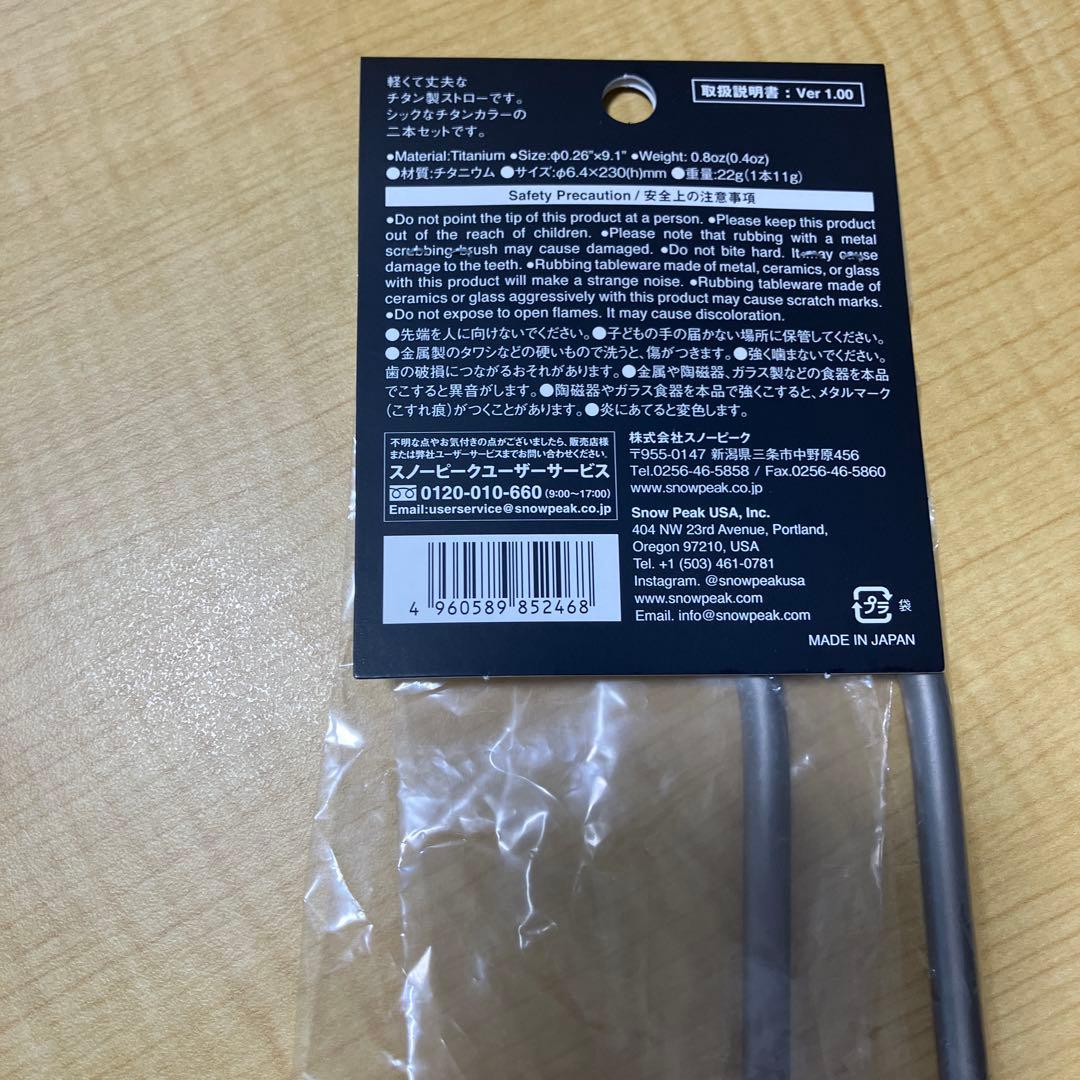 軽くて丈夫な
チタン製ストローです。
シックなチタンカラーの
二本セットです。
取扱説明書：Ver 1.00
●Material:Titanium ●Size:φ0.26"×9.1" ●Weight: 0.8oz(0.4oz)
●材質:チタニウム ●サイズ:φ6.4×230(h)mm ●重量:22g(1本11g)
Safety Precaution / 安全上の注意事項
●Do not point the tip of this product at a person. ●Please keep this product
out of the reach of children. ●Please note that rubbing with a metal
scrubbing brush may cause damaged. ●Do not bite hard. It may cause
damage to the teeth. ●Rubbing tableware made of metal, ceramics, or glass
with this product will make a strange noise. ●Rubbing tableware made of
ceramics or glass aggressively with this product may cause scratch marks.
●Do not expose to open flames. It may cause discoloration.
●先端を人に向けないでください。●子どもの手の届かない場所に保管してください。
●金属製のタワシなどの硬いもので洗うと、傷がつきます。●強く噛まないでください。
歯の破損につながるおそれがあります。●金属や陶磁器、ガラス製などの食器を本品
でこすると異音がします。●陶磁器やガラス食器を本品で強くこすると、メタルマーク
(こすれ痕)がつくことがあります。●炎にあてると変色します。
不明な点やお気付きの点がございましたら、販売店様
または弊社ユーザーサービスまでお問い合わせください。
スノーピークユーザーサービス
0120-010-660 (9:00〜17:00)
Email:userservice@snowpeak.co.jp
株式会社スノーピーク
〒955-0147 新潟県三条市中野原456
Tel.0256-46-5858 / Fax.0256-46-5860
www.snowpeak.co.jp
Snow Peak USA, Inc.
404 NW 23rd Avenue, Portland,
Oregon 97210, USA
Tel. +1 (503) 461-0781
Instagram. @snowpeakusa
www.snowpeak.com
Email. info@snowpeak.com
4 960589 852468
プラ 袋
MADE IN JAPAN